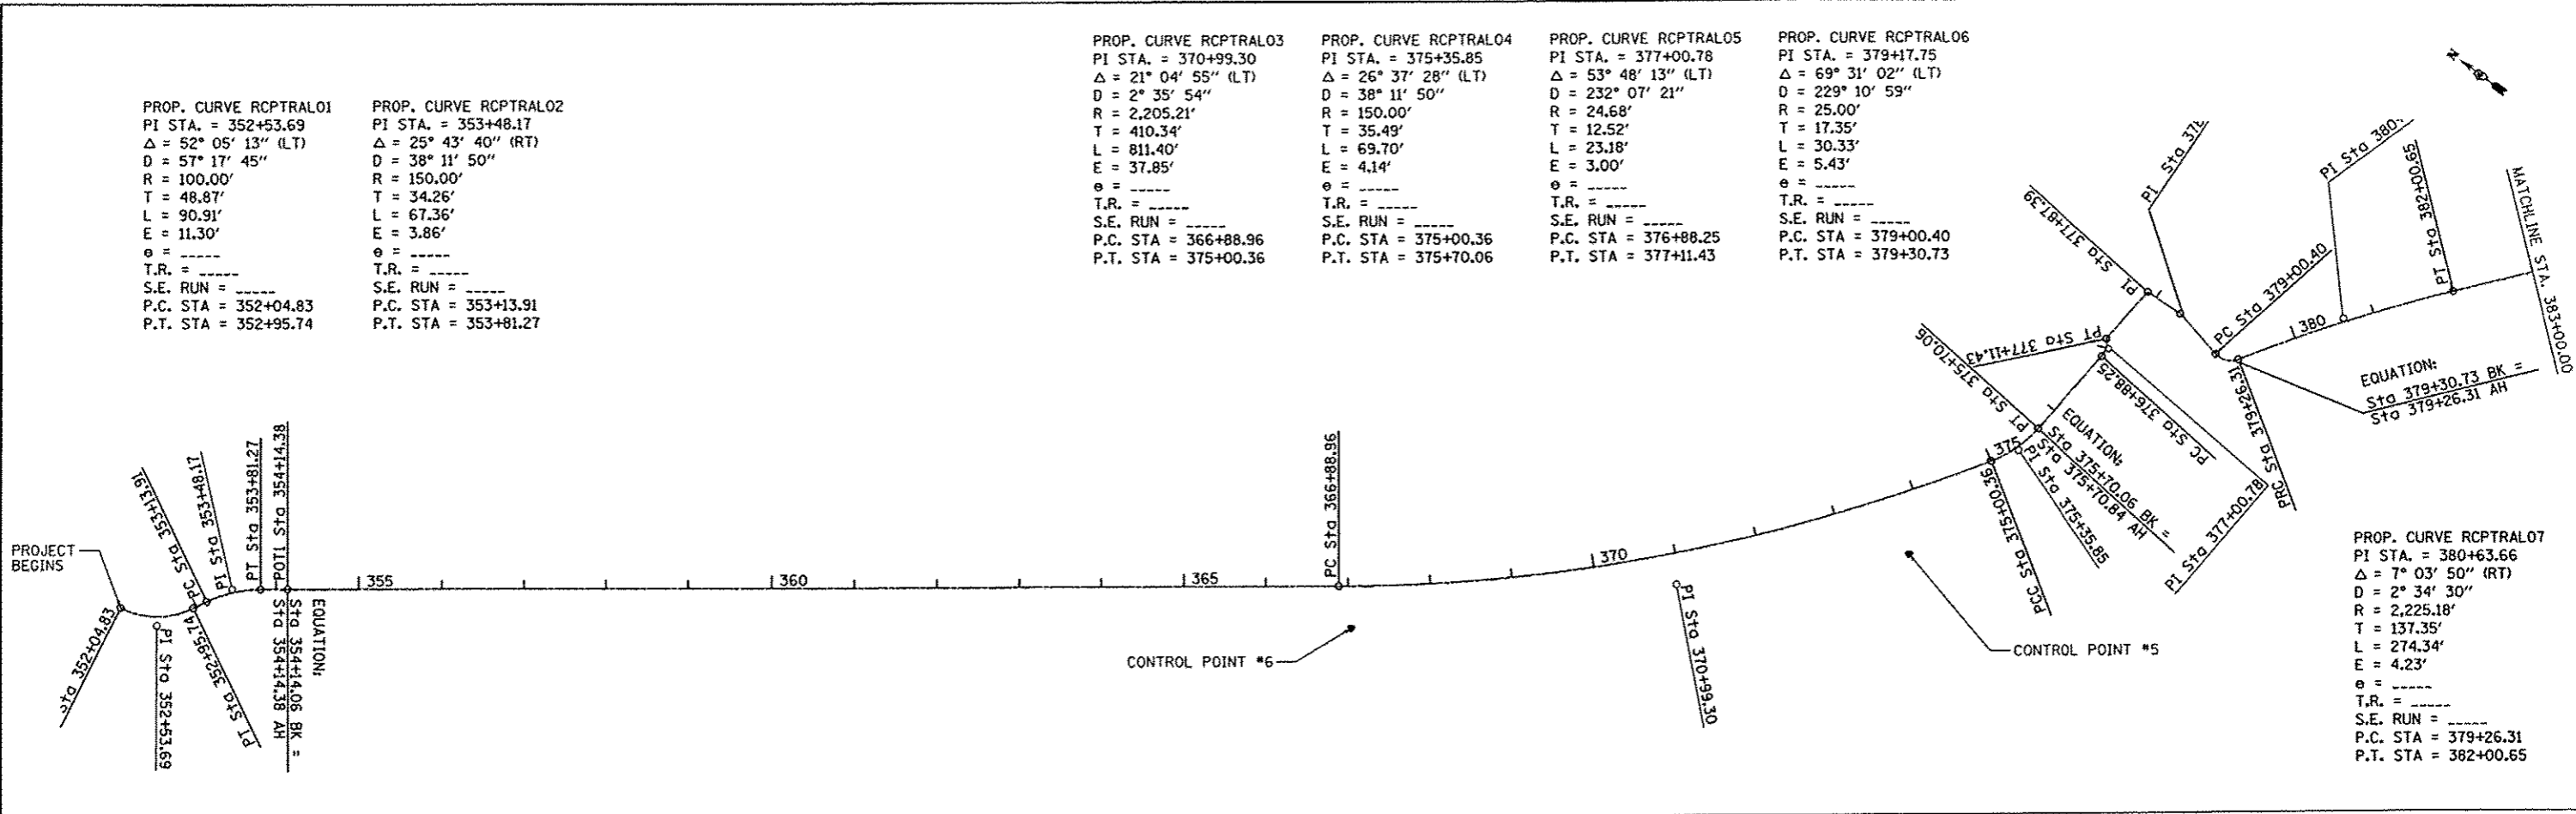 PROP. CURVE RCPTRAL01
PI STA. = 352+53.69
Δ = 52° 05' 13" (LT)
D = 57° 17' 45"
R = 100.00'
T = 48.87'
L = 90.91'
E = 11.30'
e = _____
T.R. = _____
S.E. RUN = _____
P.C. STA = 352+04.83
P.T. STA = 352+95.74
PROP. CURVE RCPTRAL02
PI STA. = 353+48.17
Δ = 25° 43' 40" (RT)
D = 38° 11' 50"
R = 150.00'
T = 34.26'
L = 67.36'
E = 3.86'
e = _____
T.R. = _____
S.E. RUN = _____
P.C. STA = 353+13.91
P.T. STA = 353+81.27
PROP. CURVE RCPTRAL03
PI STA. = 370+99.30
Δ = 21° 04' 55" (LT)
D = 2° 35' 54"
R = 2,205.21'
T = 410.34'
L = 811.40'
E = 37.85'
e = _____
T.R. = _____
S.E. RUN = _____
P.C. STA = 366+88.96
P.T. STA = 375+00.36
PROP. CURVE RCPTRAL04
PI STA. = 375+35.85
Δ = 26° 37' 28" (LT)
D = 38° 11' 50"
R = 150.00'
T = 35.49'
L = 69.70'
E = 4.14'
e = _____
T.R. = _____
S.E. RUN = _____
P.C. STA = 375+00.36
P.T. STA = 375+70.06
PROP. CURVE RCPTRAL05
PI STA. = 377+00.78
Δ = 53° 48' 13" (LT)
D = 232° 07' 21"
R = 24.68'
T = 12.52'
L = 23.18'
E = 3.00'
e = _____
T.R. = _____
S.E. RUN = _____
P.C. STA = 376+88.25
P.T. STA = 377+11.43
PROP. CURVE RCPTRAL06
PI STA. = 379+17.75
Δ = 69° 31' 02" (LT)
D = 229° 10' 59"
R = 25.00'
T = 17.35'
L = 30.33'
E = 5.43'
e = _____
T.R. = _____
S.E. RUN = _____
P.C. STA = 379+00.40
P.T. STA = 379+30.73
N
PROJECT
BEGINS
Sta 352+04.83
PI Sta 352+53.69
PI Sta 352+95.74
PC Sta 353+13.91
PI Sta 353+48.17
PT Sta 353+81.27
POT1 Sta 354+14.38
EQUATION:
Sta 354+14.06 BK =
Sta 354+14.38 AH
355
360
365
PC Sta 366+88.96
CONTROL POINT #6
370
PI Sta 370+99.30
CONTROL POINT #5
375
PCC Sta 375+00.36
PI Sta 375+35.85
PT Sta 375+70.06
EQUATION:
Sta 375+70.06 BK =
Sta 375+70.84 AH
PC Sta 376+88.25
PI Sta 377+00.78
PT Sta 377+11.43
PI Sta 377+87.39
PI Sta 378
PC Sta 379+00.40
PRC Sta 379+26.31
EQUATION:
Sta 379+30.73 BK =
Sta 379+26.31 AH
380
PI Sta 380+
PT Sta 382+00.65
MATCHLINE STA. 383+00.00
PROP. CURVE RCPTRAL07
PI STA. = 380+63.66
Δ = 7° 03' 50" (RT)
D = 2° 34' 30"
R = 2,225.18'
T = 137.35'
L = 274.34'
E = 4.23'
e = _____
T.R. = _____
S.E. RUN = _____
P.C. STA = 379+26.31
P.T. STA = 382+00.65